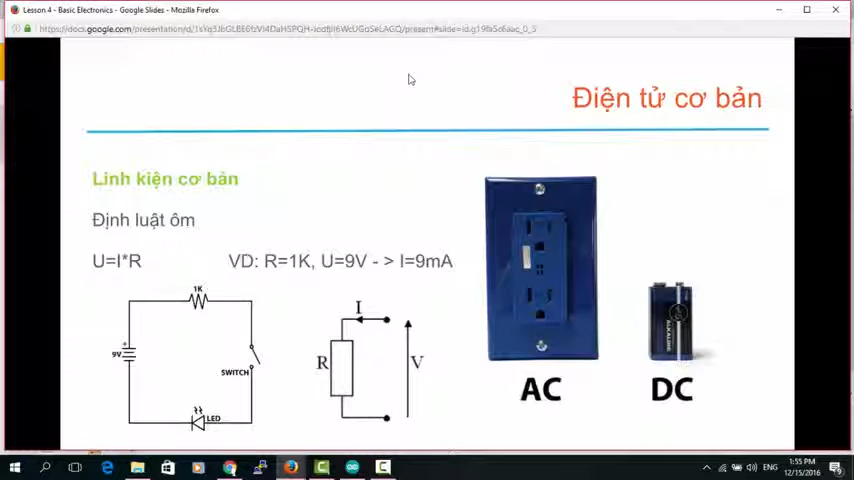 Lesson 4 - Basic Electronics - Google Slides - Mozilla Firefox
Điện tử cơ bản
Linh kiện cơ bản
Định luật ôm
U=I*R
VD: R=1K, U=9V - > I=9mA
1K
9V
SWITCH
LED
I
R
V
ALKALINE
AC
DC
ENG
1:55 PM
12/15/2016